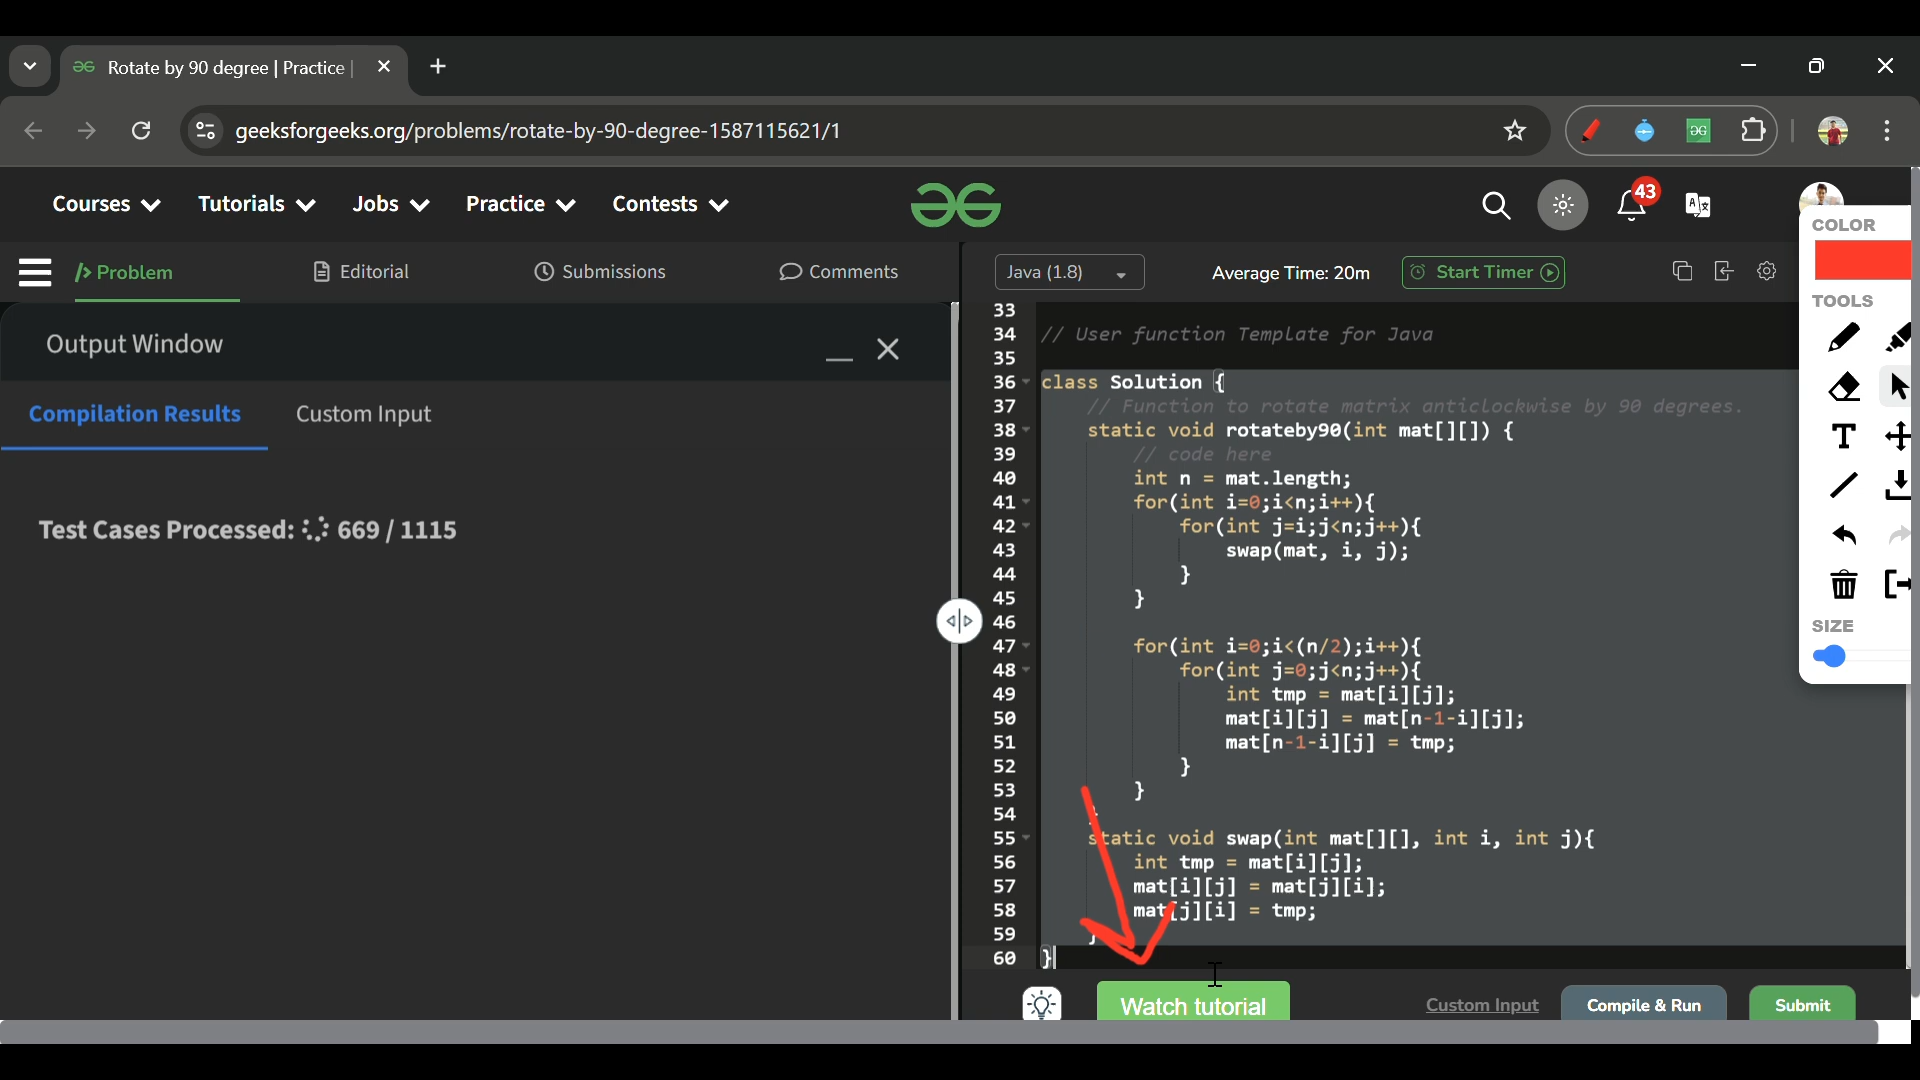 Rotate by 90 degree | Practice |
geeksforgeeks.org/problems/rotate-by-90-degree-1587115621/1
Courses Tutorials Jobs Practice Contests
43
COLOR
Problem Editorial Submissions Comments
Java (1.8) Average Time: 20m Start Timer
TOOLS
SIZE
Output Window
Compilation Results Custom Input
Test Cases Processed: 669 / 1115
33
34 // User function Template for Java
35
36 class Solution {
37 // Function to rotate matrix anticlockwise by 90 degrees.
38 static void rotateby90(int mat[][]) {
39 // code here
40 int n = mat.length;
41 for(int i=0;i<n;i++){
42 for(int j=i;j<n;j++){
43 swap(mat, i, j);
44 }
45 }
46
47 for(int i=0;i<(n/2);i++){
48 for(int j=0;j<n;j++){
49 int tmp = mat[i][j];
50 mat[i][j] = mat[n-1-i][j];
51 mat[n-1-i][j] = tmp;
52 }
53 }
54 }
55 static void swap(int mat[][], int i, int j){
56 int tmp = mat[i][j];
57 mat[i][j] = mat[j][i];
58 mat[j][i] = tmp;
59 }
60 }
Watch tutorial Custom Input Compile & Run Submit